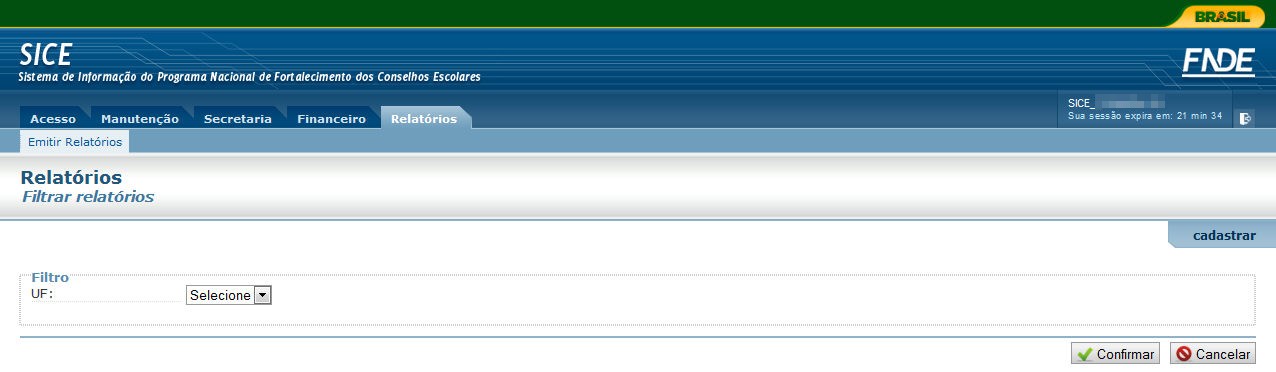 BRASIL
SICE
Sistema de Informação do Programa Nacional de Fortalecimento dos Conselhos Escolares
FNDE
Acesso Manutenção Secretaria Financeiro Relatórios
SICE_
Sua sessão expira em: 21 min 34
Emitir Relatórios
Relatórios
Filtrar relatórios
cadastrar
Filtro
UF: Selecione
Confirmar Cancelar